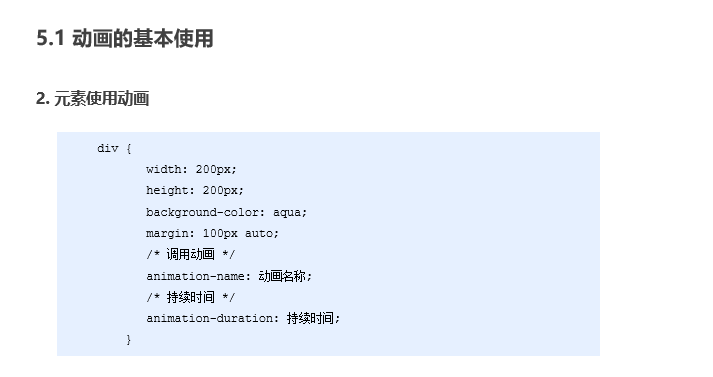 5.1 动画的基本使用
2. 元素使用动画
div {
width: 200px;
height: 200px;
background-color: aqua;
margin: 100px auto;
/* 调用动画 */
animation-name: 动画名称;
/* 持续时间 */
animation-duration: 持续时间;
}